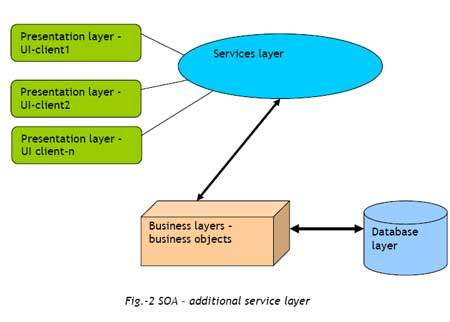 Presentation layer -
UI-client1
Services layer
Presentation layer -
UI-client2
Presentation layer -
UI client-n
Business layers -
business objects
Database
layer
Fig.-2 SOA - additional service layer